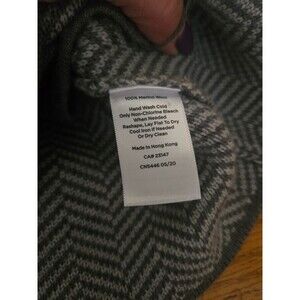 100% Merino Wool
Hand Wash Cold
Only Non-Chlorine Bleach
When Needed
Reshape, Lay Flat To Dry
Cool Iron If Needed
Or Dry Clean
Made In Hong Kong
CA# 23147
CNS446 05/20